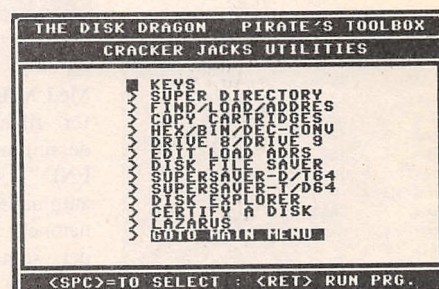 THE DISK DRAGON PIRATE'S TOOLBOX
CRACKER JACKS UTILITIES
KEYS
> SUPER DIRECTORY
> FIND/LOAD/ADDRES
> COPY CARTRIDGES
> HEX/BIN/DEC-CONV
> DRIVE 8/DRIVE 9
> EDIT LOAD ADRS
> DISK FILE SAVER
> SUPERSAVER-D/T64
> SUPERSAVER-T/D64
> DISK EXPLORER
> CERTIFY A DISK
> LAZARUS
> GOTO MAIN MENU
<SPC>=TO SELECT : <RET> RUN PRG.